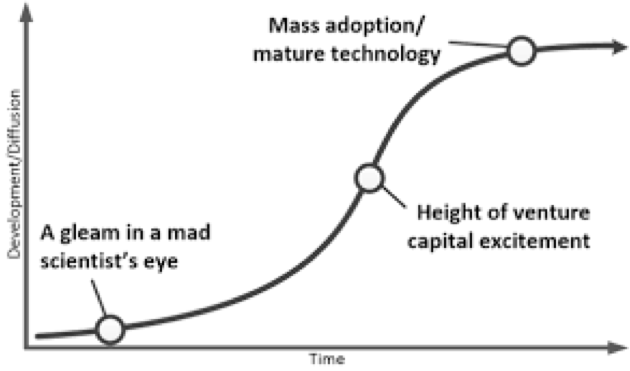 Mass adoption/
mature technology
Development/Diffusion
Height of venture
capital excitement
A gleam in a mad
scientist's eye
Time